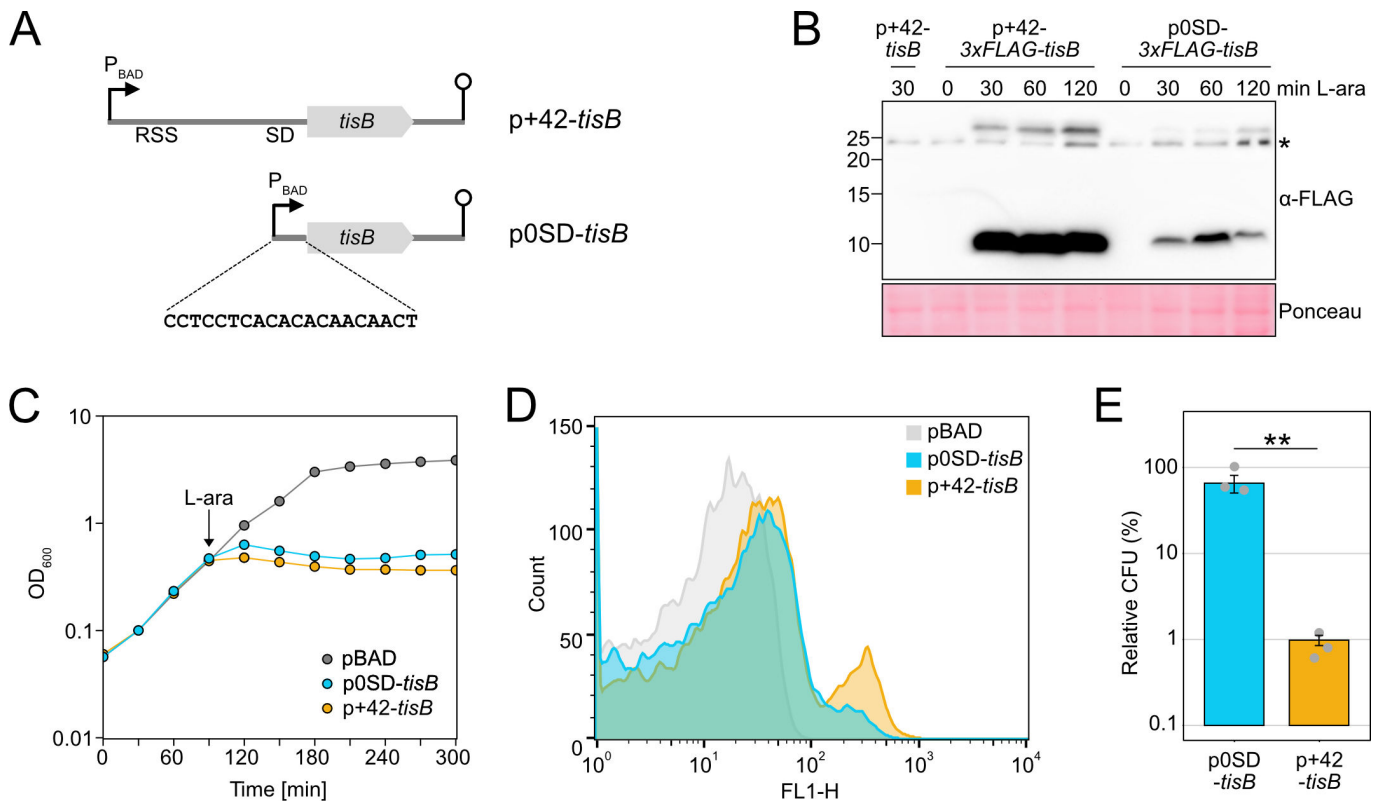 A
P_BAD
RSS
SD
tisB
p+42-tisB
P_BAD
tisB
p0SD-tisB
CCTCCTCACACACAACAACT
B
p+42-
tisB
p+42-
3xFLAG-tisB
p0SD-
3xFLAG-tisB
30 0 30 60 120 0 30 60 120 min L-ara
25
20
15
10
*
α-FLAG
Ponceau
C
10
1
0.1
0.01
OD600
L-ara
pBAD
p0SD-tisB
p+42-tisB
0 60 120 180 240 300
Time [min]
D
150
100
50
0
Count
pBAD
p0SD-tisB
p+42-tisB
10^0 10^1 10^2 10^3 10^4
FL1-H
E
**
100
10
1
0.1
Relative CFU (%)
p0SD
-tisB
p+42
-tisB